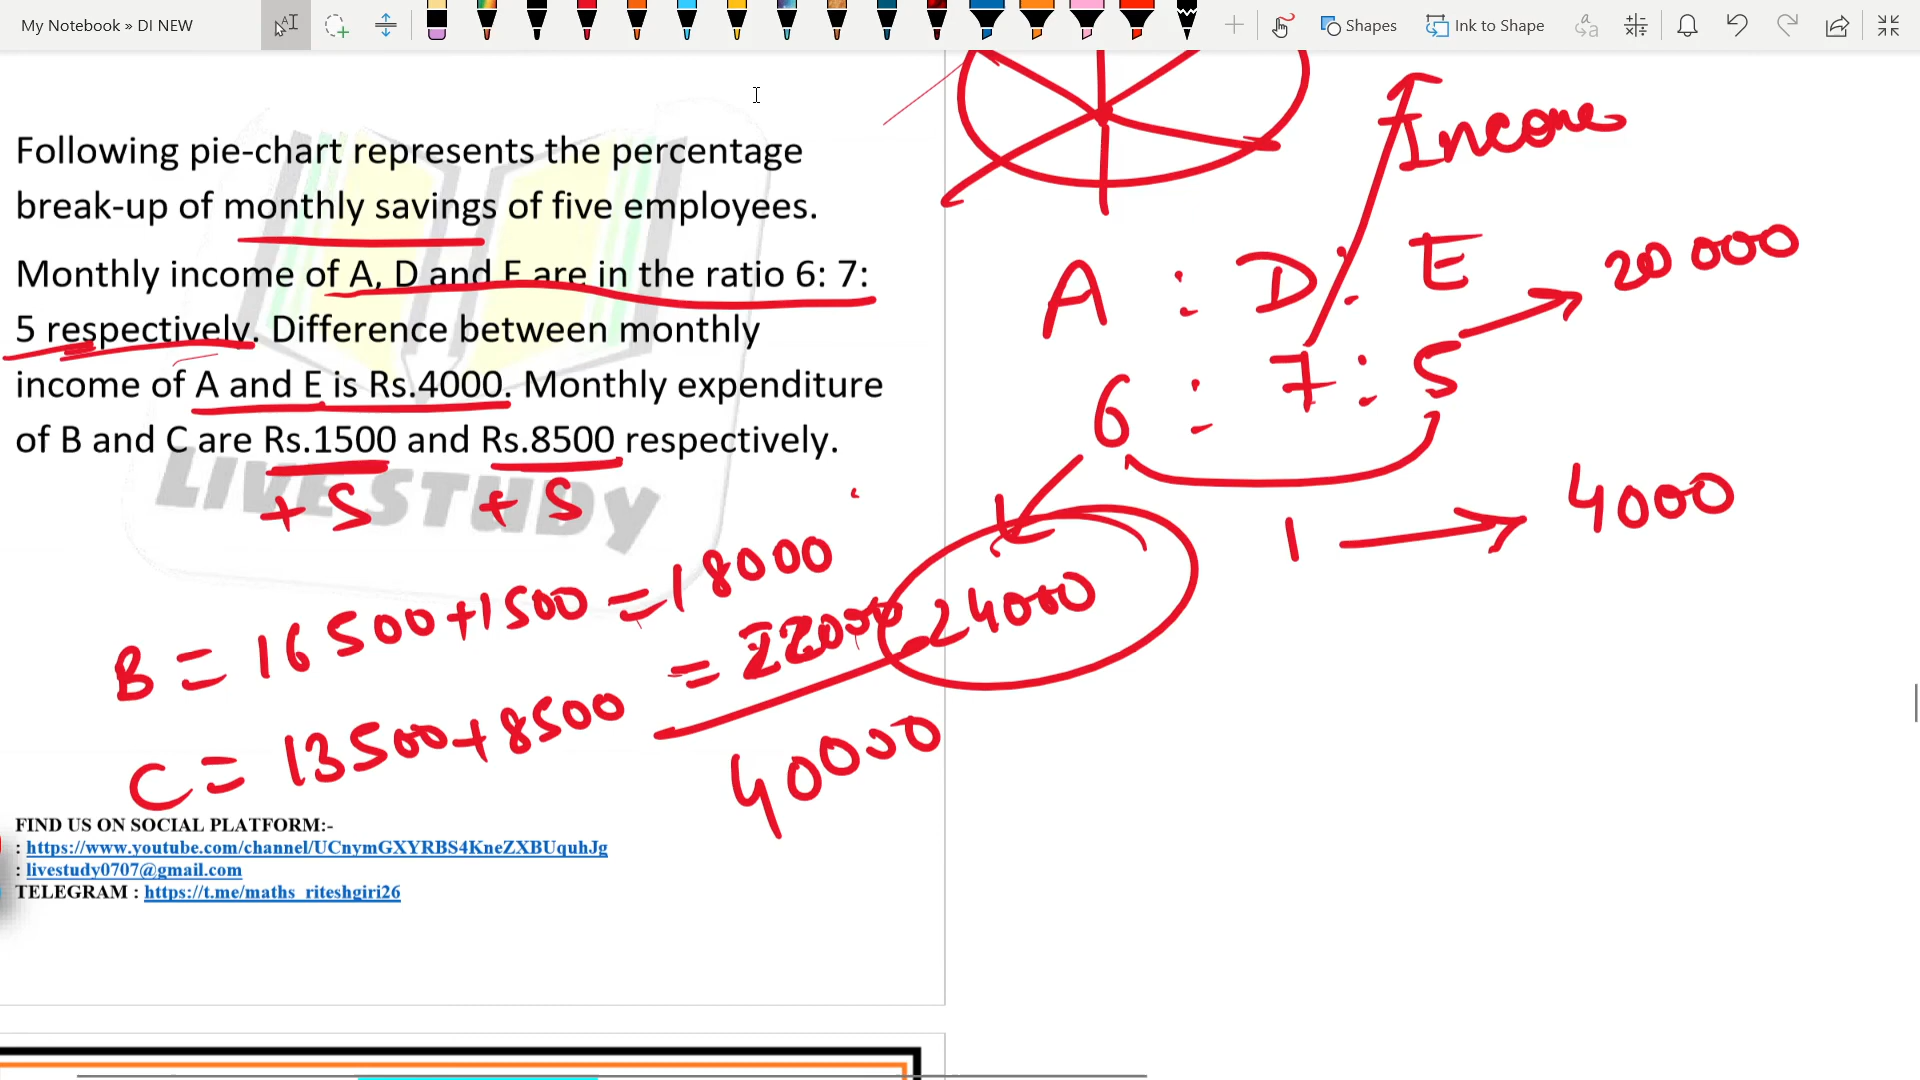 My Notebook » DI NEW
Shapes
Ink to Shape
Following pie-chart represents the percentage
break-up of monthly savings of five employees.
Monthly income of A, D and E are in the ratio 6: 7:
5 respectively. Difference between monthly
income of A and E is Rs.4000. Monthly expenditure
of B and C are Rs.1500 and Rs.8500 respectively.
LIVESTUDY
+ S + S
B = 16500+1500 = 18000
C = 13500+8500 = 22000
40000
Income
A : D : E
6 : 7 : 5 → 20000
1 → 4000
24000
FIND US ON SOCIAL PLATFORM:-
: https://www.youtube.com/channel/UCnymGXYRBS4KneZXBUquhJg
: livestudy0707@gmail.com
TELEGRAM : https://t.me/maths_riteshgiri26